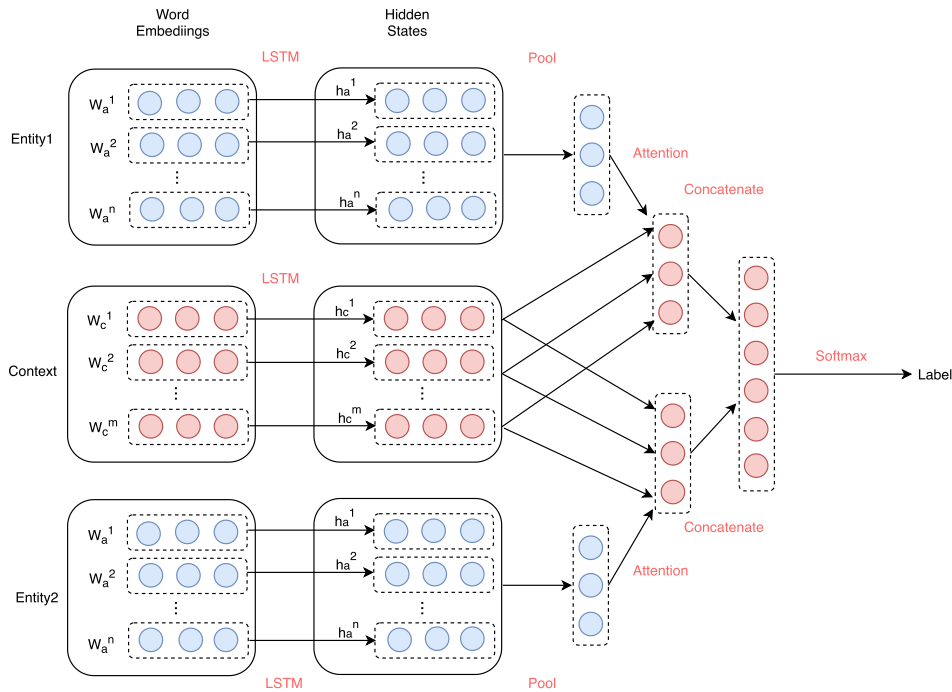 Word
Embediings
Hidden
States
LSTM
Pool
Entity1
Wa1
Wa2
⋮
Wan
ha1
ha2
⋮
han
Attention
Concatenate
LSTM
Context
Wc1
Wc2
⋮
Wcm
hc1
hc2
⋮
hcm
Softmax
Label
Entity2
Wa1
Wa2
⋮
Wan
ha1
ha2
⋮
han
Concatenate
Attention
LSTM
Pool